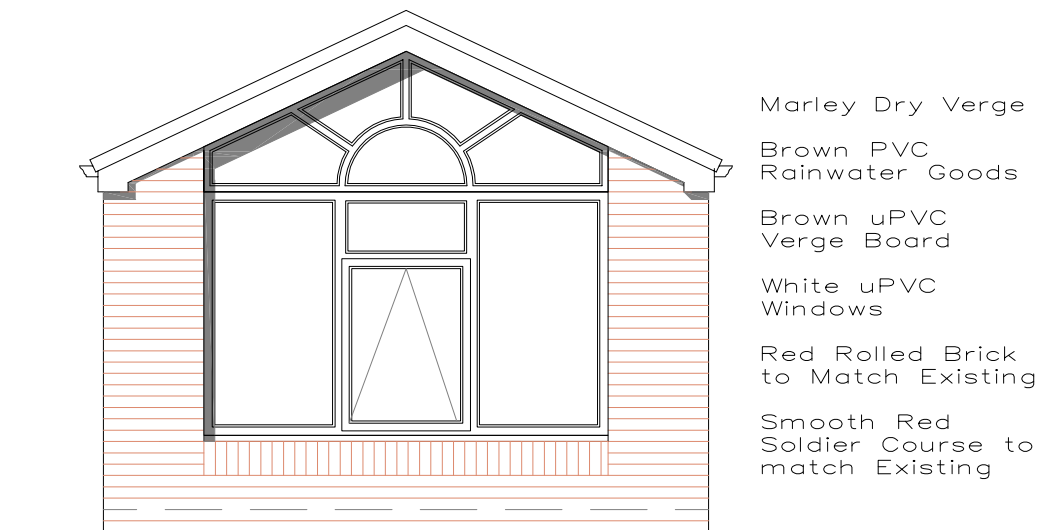 Marley Dry Verge
Brown PVC
Rainwater Goods
Brown uPVC
Verge Board
White uPVC
Windows
Red Rolled Brick
to Match Existing
Smooth Red
Soldier Course to
match Existing